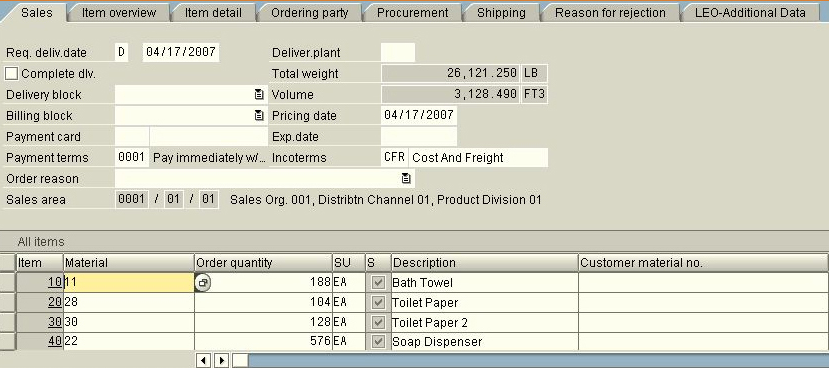 Sales Item overview Item detail Ordering party Procurement Shipping Reason for rejection LEO-Additional Data
Req. deliv.date D 04/17/2007 Deliver.plant
Complete dlv. Total weight 26,121.250 LB
Delivery block Volume 3,128.490 FT3
Billing block Pricing date 04/17/2007
Payment card Exp.date
Payment terms 0001 Pay immediately w/... Incoterms CFR Cost And Freight
Order reason
Sales area 0001 / 01 / 01 Sales Org. 001, Distribtn Channel 01, Product Division 01
All items
Item Material Order quantity SU S Description Customer material no.
10 11 188 EA Bath Towel
20 28 104 EA Toilet Paper
30 30 128 EA Toilet Paper 2
40 22 576 EA Soap Dispenser